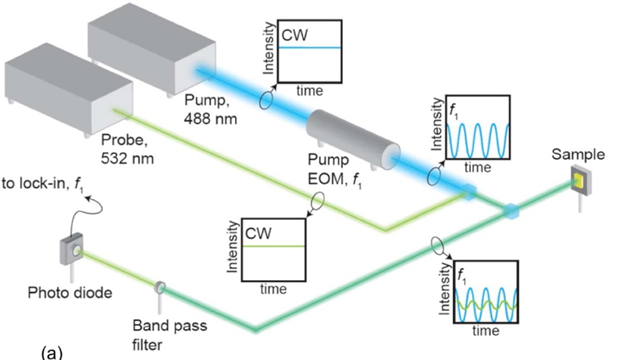 Intensity
CW
time
Pump,
488 nm
Probe,
532 nm
Pump
EOM, f₁
Intensity
f₁
time
Sample
to lock-in, f₁
Intensity
CW
time
Photo diode
Band pass
filter
Intensity
f₁
time
(a)